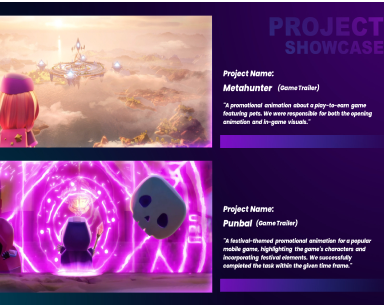 PROJECT
SHOWCASE
Project Name:
Metahunter (Game Trailer)
"A promotional animation about a play-to-earn game
featuring pets. We were responsible for both the opening
animation and in-game visuals."
Project Name:
Punbal (Game Trailer)
"A festival-themed promotional animation for a popular
mobile game, highlighting the game's characters and
incorporating festival elements. We successfully
completed the task within the given time frame."